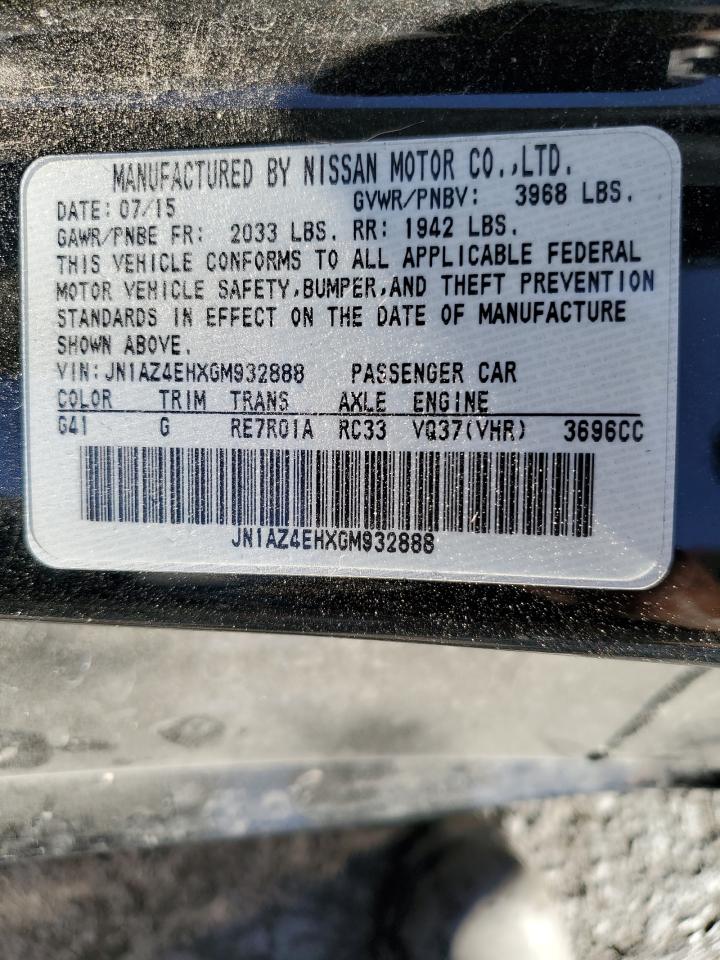 MANUFACTURED BY NISSAN MOTOR CO.,LTD.
DATE: 07/15 GVWR/PNBV: 3968 LBS.
GAWR/PNBE FR: 2033 LBS. RR: 1942 LBS.
THIS VEHICLE CONFORMS TO ALL APPLICABLE FEDERAL
MOTOR VEHICLE SAFETY,BUMPER,AND THEFT PREVENTION
STANDARDS IN EFFECT ON THE DATE OF MANUFACTURE
SHOWN ABOVE.
VIN:JN1AZ4EHXGM932888 PASSENGER CAR
COLOR TRIM TRANS AXLE ENGINE
G41 G RE7R01A RC33 VQ37(VHR) 3696CC
JN1AZ4EHXGM932888